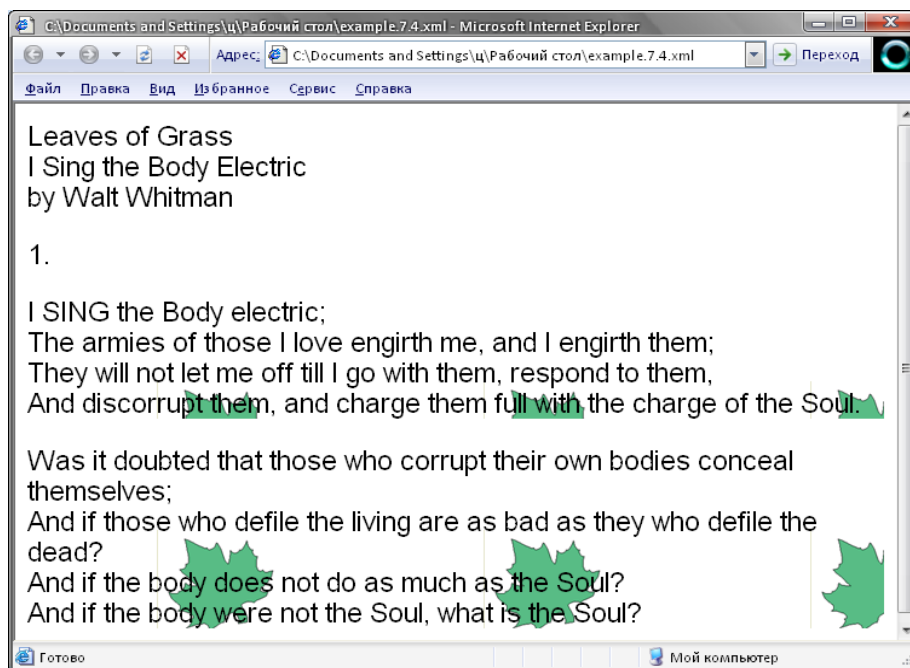 C:\Documents and Settings\ц\Рабочий стол\example.7.4.xml - Microsoft Internet Explorer
Адрес: C:\Documents and Settings\ц\Рабочий стол\example.7.4.xml Переход
Файл Правка Вид Избранное Сервис Справка
Leaves of Grass
I Sing the Body Electric
by Walt Whitman
1.
I SING the Body electric;
The armies of those I love engirth me, and I engirth them;
They will not let me off till I go with them, respond to them,
And discorrupt them, and charge them full with the charge of the Soul.
Was it doubted that those who corrupt their own bodies conceal
themselves;
And if those who defile the living are as bad as they who defile the
dead?
And if the body does not do as much as the Soul?
And if the body were not the Soul, what is the Soul?
Готово Мой компьютер